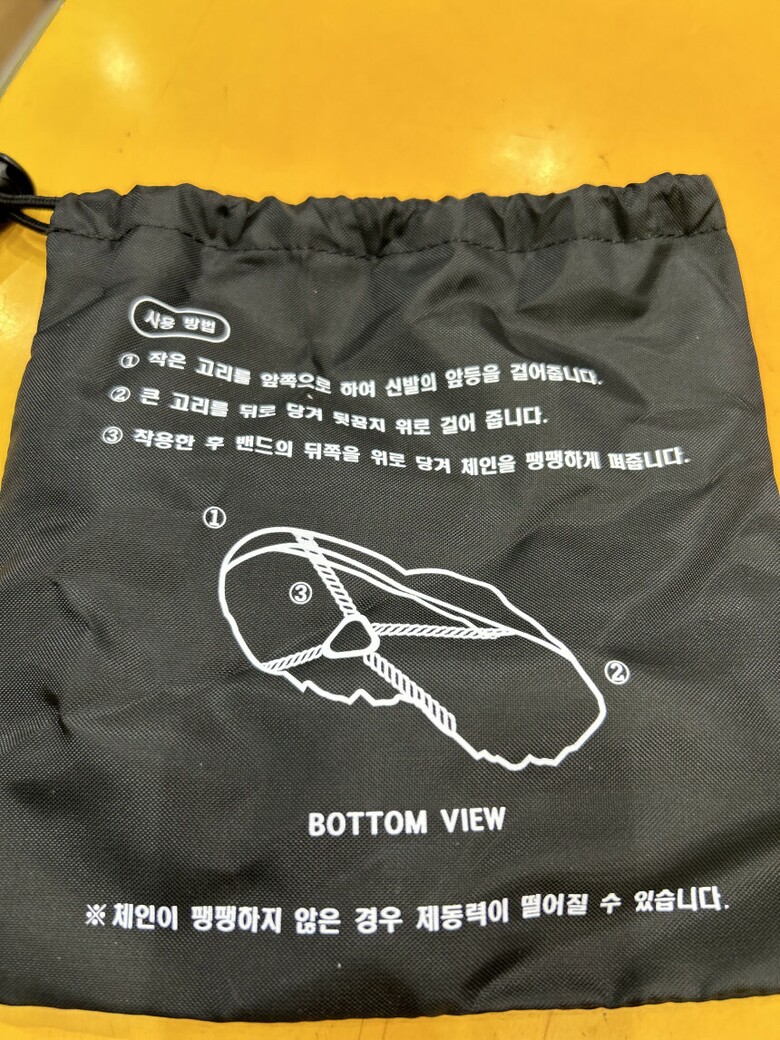 사용 방법
① 작은 고리를 앞쪽으로 하여 신발의 앞등을 걸어줍니다.
② 큰 고리를 뒤로 당겨 뒷꿈치 위로 걸어 줍니다.
③ 착용한 후 밴드의 뒤쪽을 위로 당겨 체인을 팽팽하게 펴줍니다.
①
③
②
BOTTOM VIEW
※ 체인이 팽팽하지 않은 경우 제동력이 떨어질 수 있습니다.